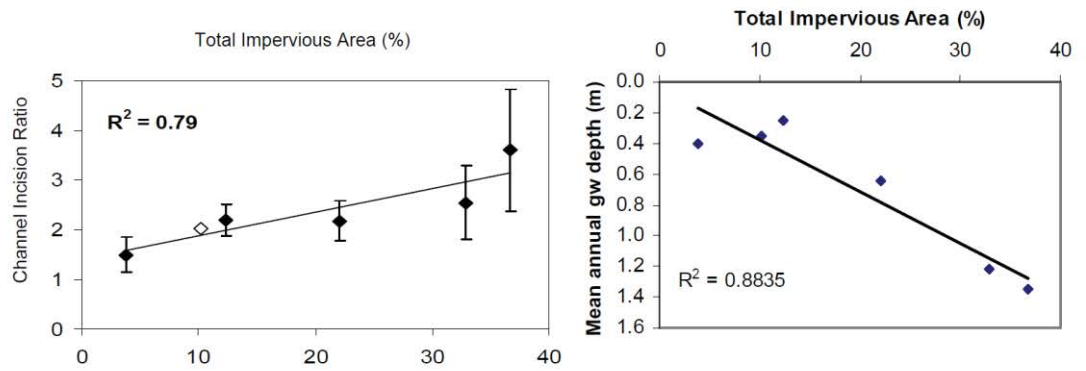 Total Impervious Area (%)
Channel Incision Ratio
5
4
3
2
1
0
R² = 0.79
0 10 20 30 40
Total Impervious Area (%)
0 10 20 30 40
Mean annual gw depth (m)
0.0
0.2
0.4
0.6
0.8
1.0
1.2
1.4
1.6
R² = 0.8835